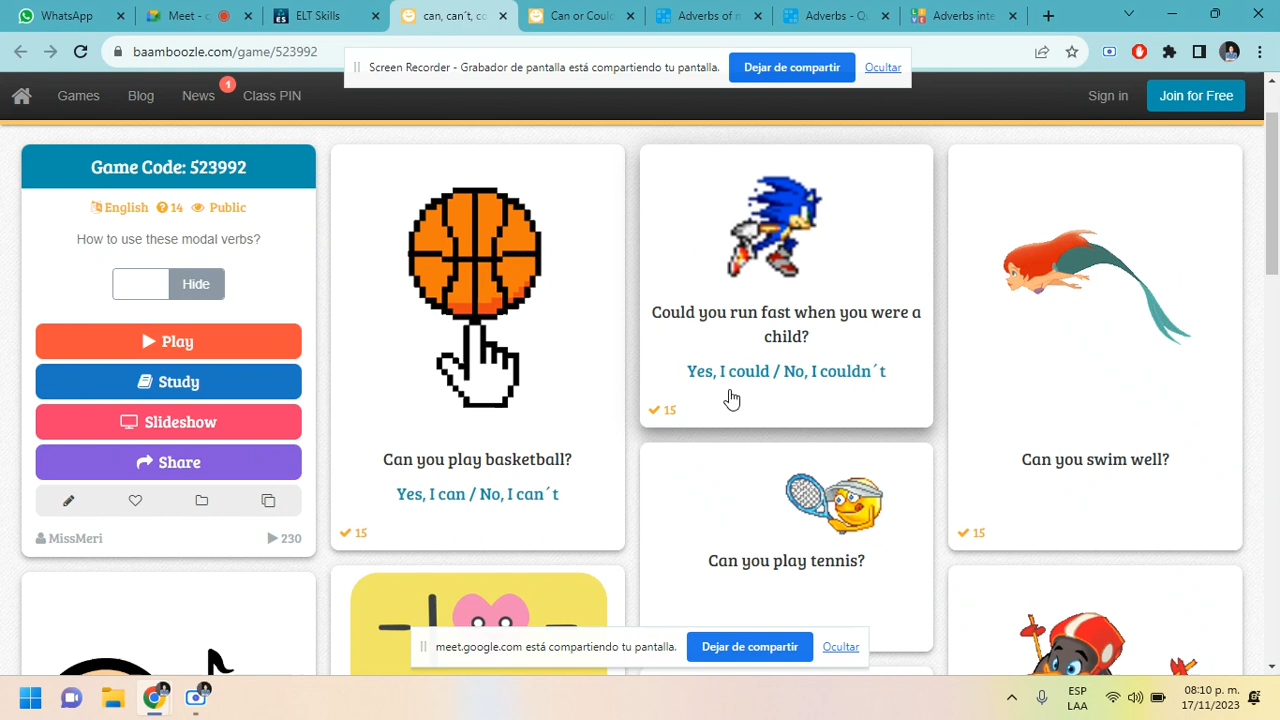 WhatsApp
Meet - q
ELT Skills
can, can´t, co
Can or Could
Adverbs of m
Adverbs - Qu
Adverbs inte
baamboozle.com/game/523992
Screen Recorder - Grabador de pantalla está compartiendo tu pantalla.
Dejar de compartir
Ocultar
Games
Blog
News
1
Class PIN
Sign in
Join for Free
Game Code: 523992
English
14
Public
How to use these modal verbs?
Hide
Play
Study
Slideshow
Share
MissMeri
230
Can you play basketball?
Yes, I can / No, I can´t
15
Could you run fast when you were a
child?
Yes, I could / No, I couldn´t
15
Can you play tennis?
Can you swim well?
15
meet.google.com está compartiendo tu pantalla.
Dejar de compartir
Ocultar
ESP
LAA
08:10 p. m.
17/11/2023